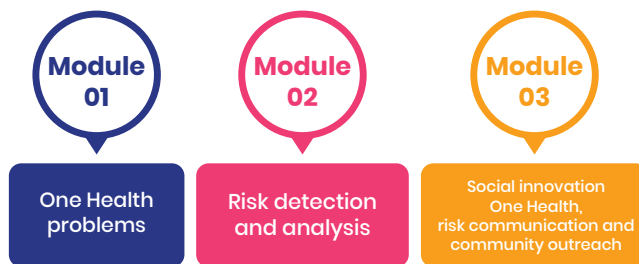 Module
01
One Health
problems
Module
02
Risk detection
and analysis
Module
03
Social innovation
One Health,
risk communication and
community outreach